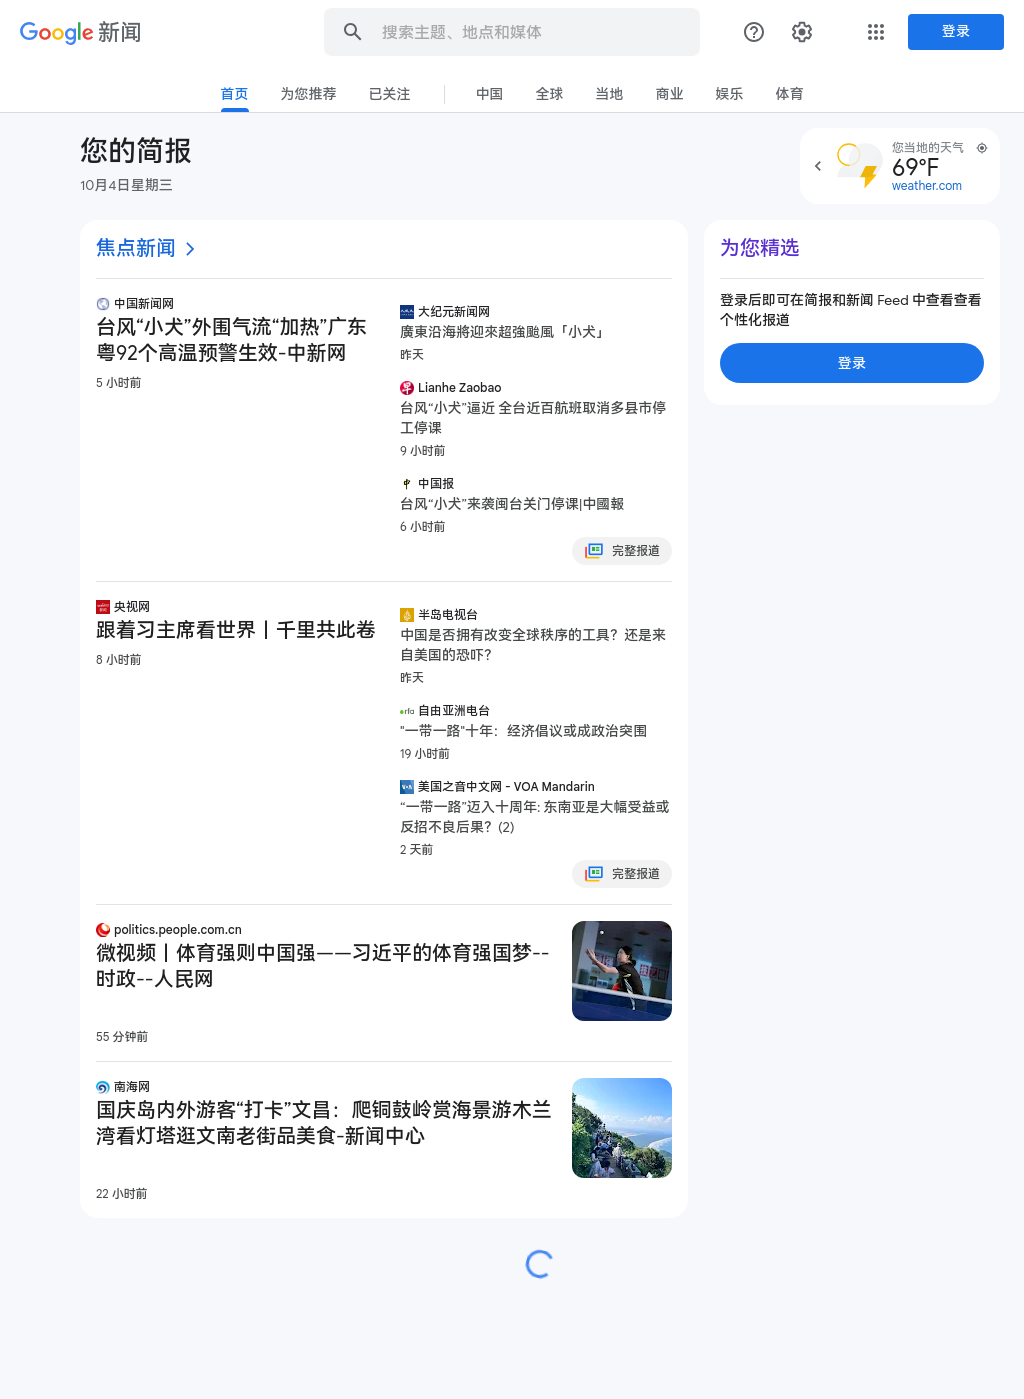 Google 新闻
搜索主题、地点和媒体
登录
首页
为您推荐
已关注
中国
全球
当地
商业
娱乐
体育
您的简报
10月4日星期三
您当地的天气
69°F
weather.com
焦点新闻
中国新闻网
台风“小犬”外围气流“加热”广东
粤92个高温预警生效-中新网
5 小时前
大纪元新闻网
廣東沿海將迎來超強颱風「小犬」
昨天
Lianhe Zaobao
台风“小犬”逼近 全台近百航班取消多县市停
工停课
9 小时前
中国报
台风“小犬”来袭闽台关门停课|中國報
6 小时前
完整报道
央视网
跟着习主席看世界丨千里共此卷
8 小时前
半岛电视台
中国是否拥有改变全球秩序的工具？还是来
自美国的恐吓？
昨天
rfa 自由亚洲电台
"一带一路"十年：经济倡议或成政治突围
19 小时前
VOA 美国之音中文网 - VOA Mandarin
“一带一路”迈入十周年: 东南亚是大幅受益或
反招不良后果？(2)
2 天前
完整报道
politics.people.com.cn
微视频丨体育强则中国强——习近平的体育强国梦--
时政--人民网
55 分钟前
南海网
国庆岛内外游客“打卡”文昌：爬铜鼓岭赏海景游木兰
湾看灯塔逛文南老街品美食-新闻中心
22 小时前
为您精选
登录后即可在简报和新闻 Feed 中查看查看
个性化报道
登录